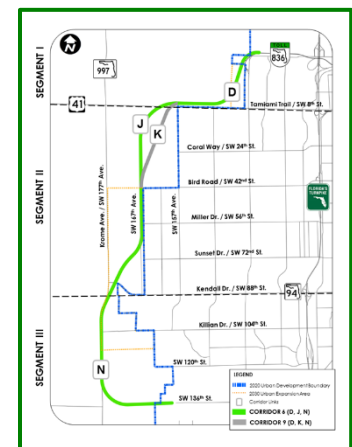 SEGMENT I
SEGMENT II
SEGMENT III
N
997
TOLL
836
41
D
J
K
N
94
FLORIDA'S
TURNPIKE
Tamiami Trail / SW 8th St.
Coral Way / SW 24th St.
Bird Road / SW 42nd St.
Miller Dr. / SW 56th St.
Sunset Dr. / SW 72nd St.
Kendall Dr. / SW 88th St.
Killian Dr. / SW 104th St.
SW 120th St.
SW 136th St.
Krome Ave. / SW 177th Ave.
SW 167th Ave.
SW 157th Ave.
LEGEND
2020 Urban Development Boundary
2030 Urban Expansion Area
Corridor Links
CORRIDOR 6 (D, J, N)
CORRIDOR 9 (D, K, N)